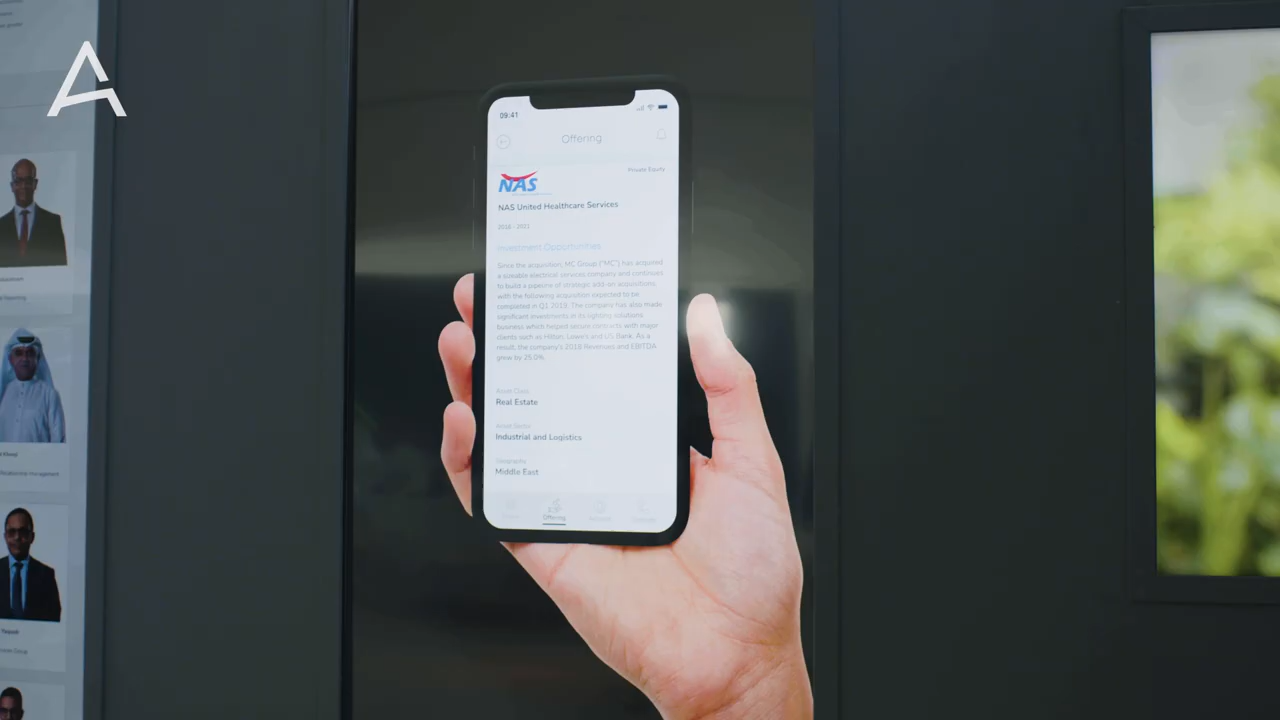 09:41
Offering
NAS
Private Equity
NAS United Healthcare Services
2018 - 2021
Investment Opportunities
Since the acquisition, MC Group ("MC") has acquired
a sizeable electrical services company and continues
to build a pipeline of strategic add-on acquisitions,
with the following acquisition expected to be
completed in Q1 2019. The company has also made
significant investments in its lighting solutions
business which helped secure contracts with major
clients such as Hilton, Lowe's and US Bank. As a
result, the company's 2018 Revenues and EBITDA
grew by 25.0%.
Asset Class
Real Estate
Asset Sector
Industrial and Logistics
Geography
Middle East
Offering